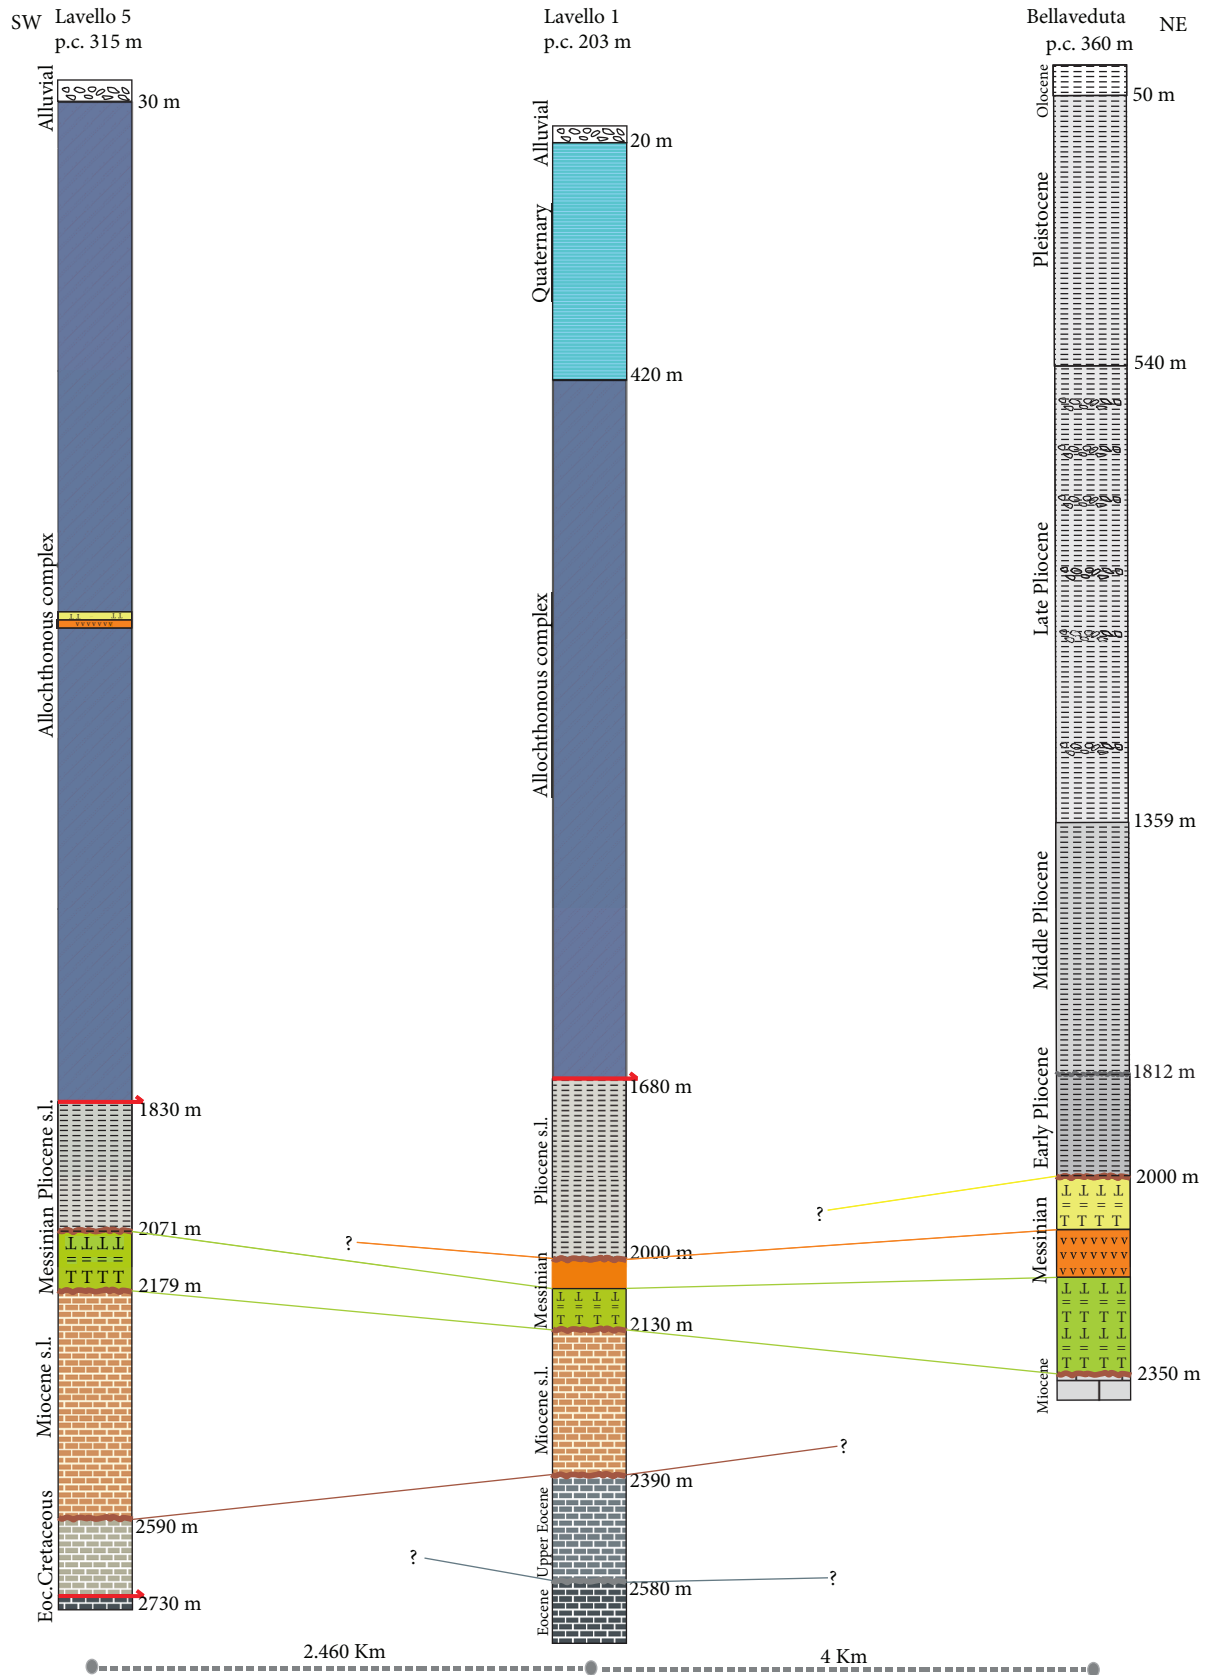 SW
Lavello 5
p.c. 315 m
Lavello 1
p.c. 203 m
Bellaveduta
p.c. 360 m
NE
Alluvial
30 m
Allochthonous complex
1830 m
Pliocene s.l.
2071 m
Messinian
2179 m
Miocene s.l.
2590 m
Cretaceous
2730 m
Eoc.
Alluvial
20 m
Quaternary
420 m
Allochthonous complex
1680 m
Pliocene s.l.
2000 m
Messinian
2130 m
Miocene s.l.
2390 m
Upper Eocene
2580 m
Eocene
Olocene
50 m
Pleistocene
540 m
Late Pliocene
1359 m
Middle Pliocene
1812 m
Early Pliocene
2000 m
Messinian
2350 m
Miocene
?
?
?
?
?
2.460 Km
4 Km